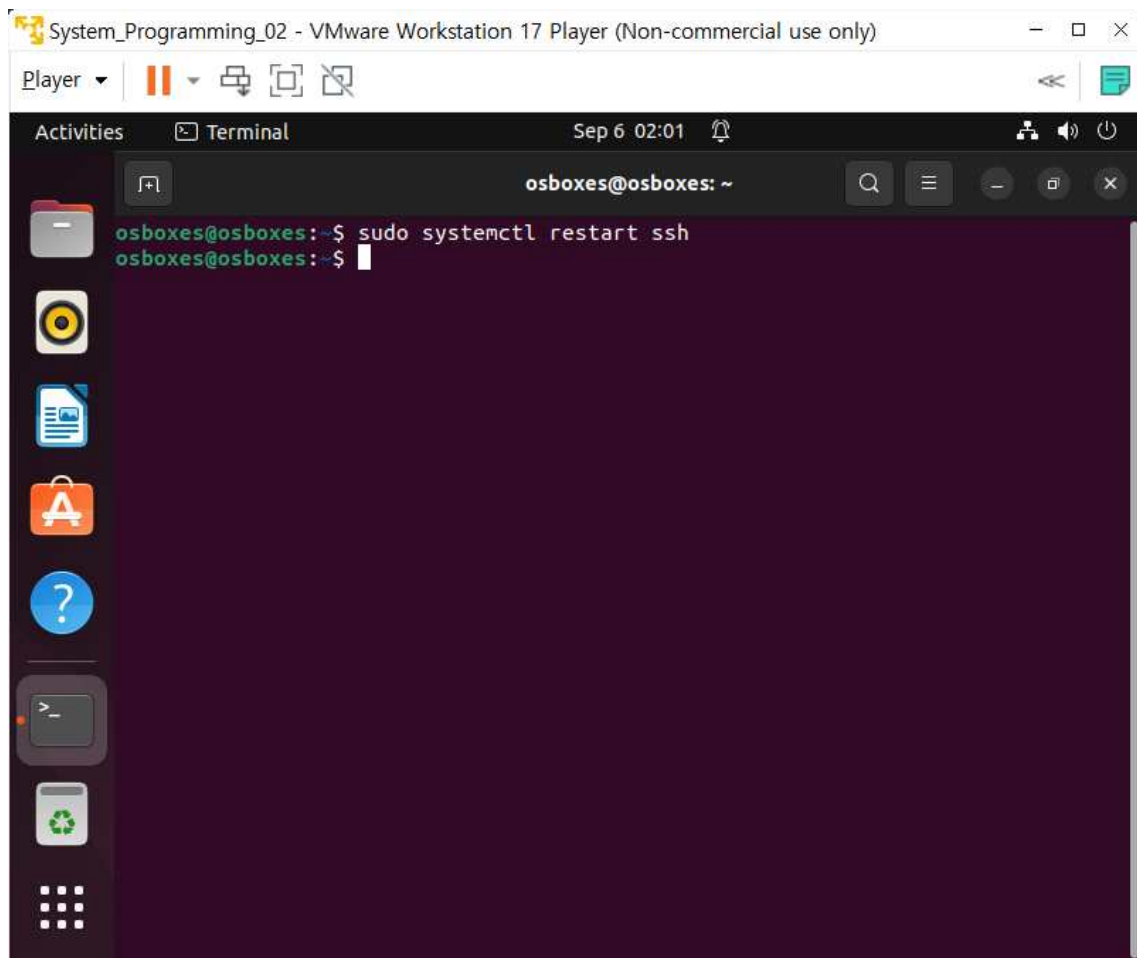 System_Programming_02 - VMware Workstation 17 Player (Non-commercial use only)
Player
Activities Terminal Sep 6 02:01
osboxes@osboxes: ~
osboxes@osboxes:~$ sudo systemctl restart ssh
osboxes@osboxes:~$